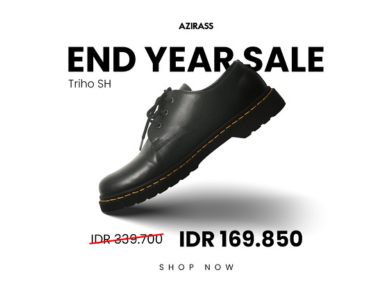 AZIRASS
END YEAR SALE
Triho SH
IDR 339.700 IDR 169.850
SHOP NOW